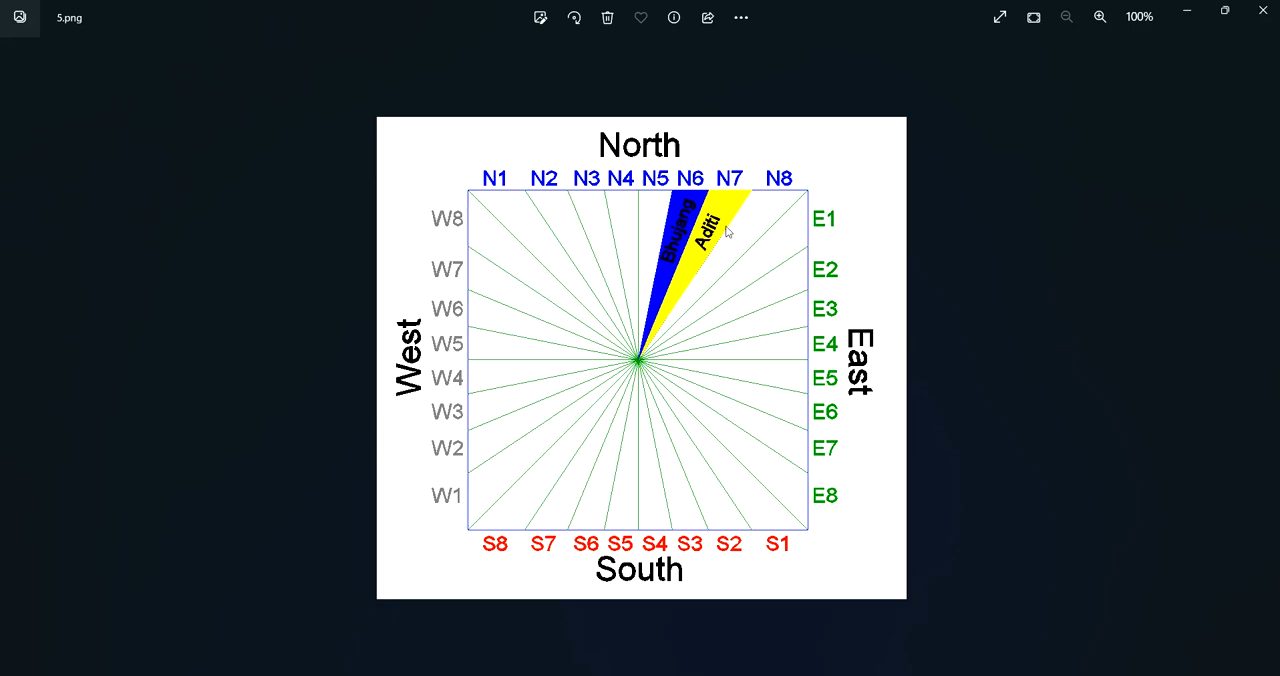 5.png
100%
North
N1 N2 N3 N4 N5 N6 N7 N8
Bhujang
Aditi
W8 E1
W7 E2
W6 E3
W5 E4
West
East
W4 E5
W3 E6
W2 E7
W1 E8
S8 S7 S6 S5 S4 S3 S2 S1
South